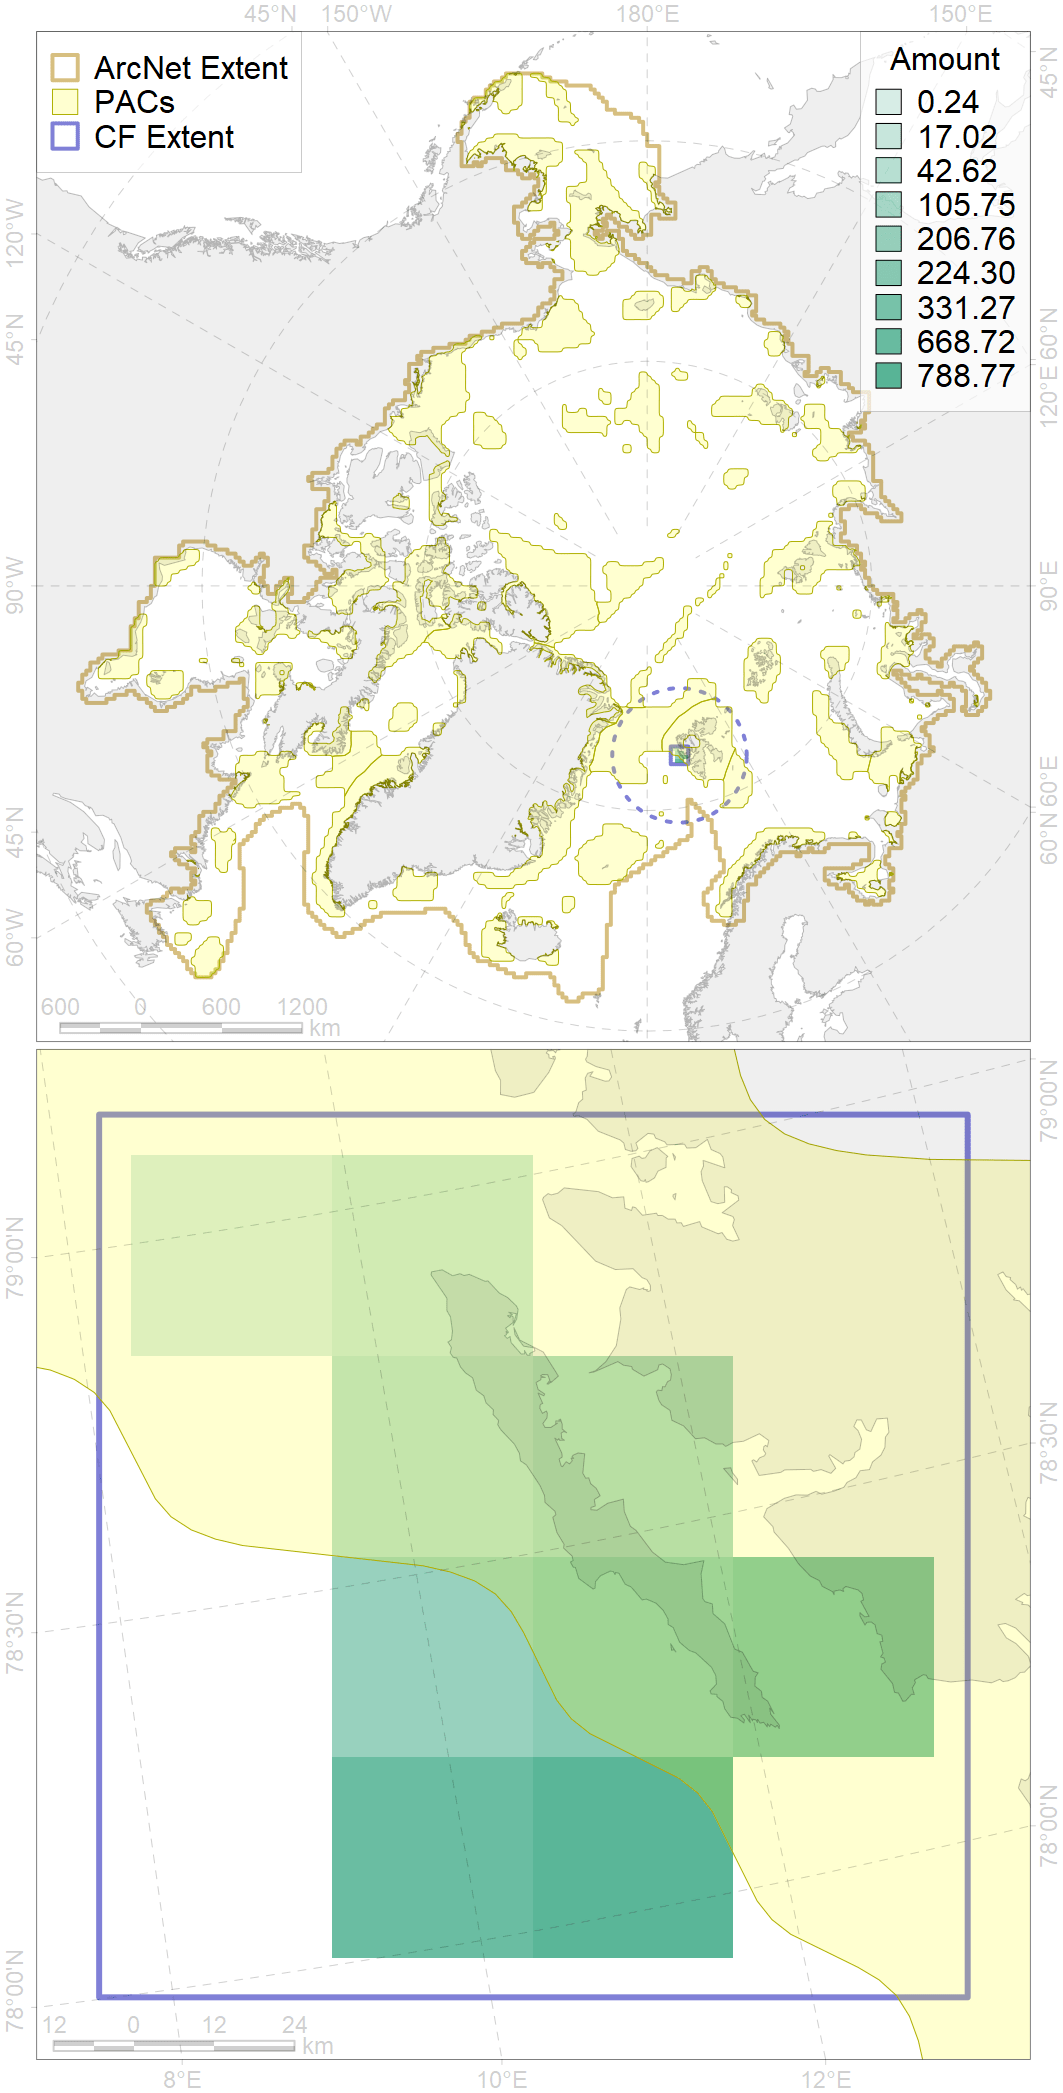 45°N 150°W 180°E 150°E
ArcNet Extent
PACs
CF Extent
Amount
0.24
17.02
42.62
105.75
206.76
224.30
331.27
668.72
788.77
120°W
45°N
90°W
45°N
60°W
45°N
60°N
120°E
90°E
60°E
60°N
600 0 600 1200
km
79°00'N
78°30'N
78°00'N
79°00'N
78°30'N
78°00'N
12 0 12 24
km
8°E 10°E 12°E